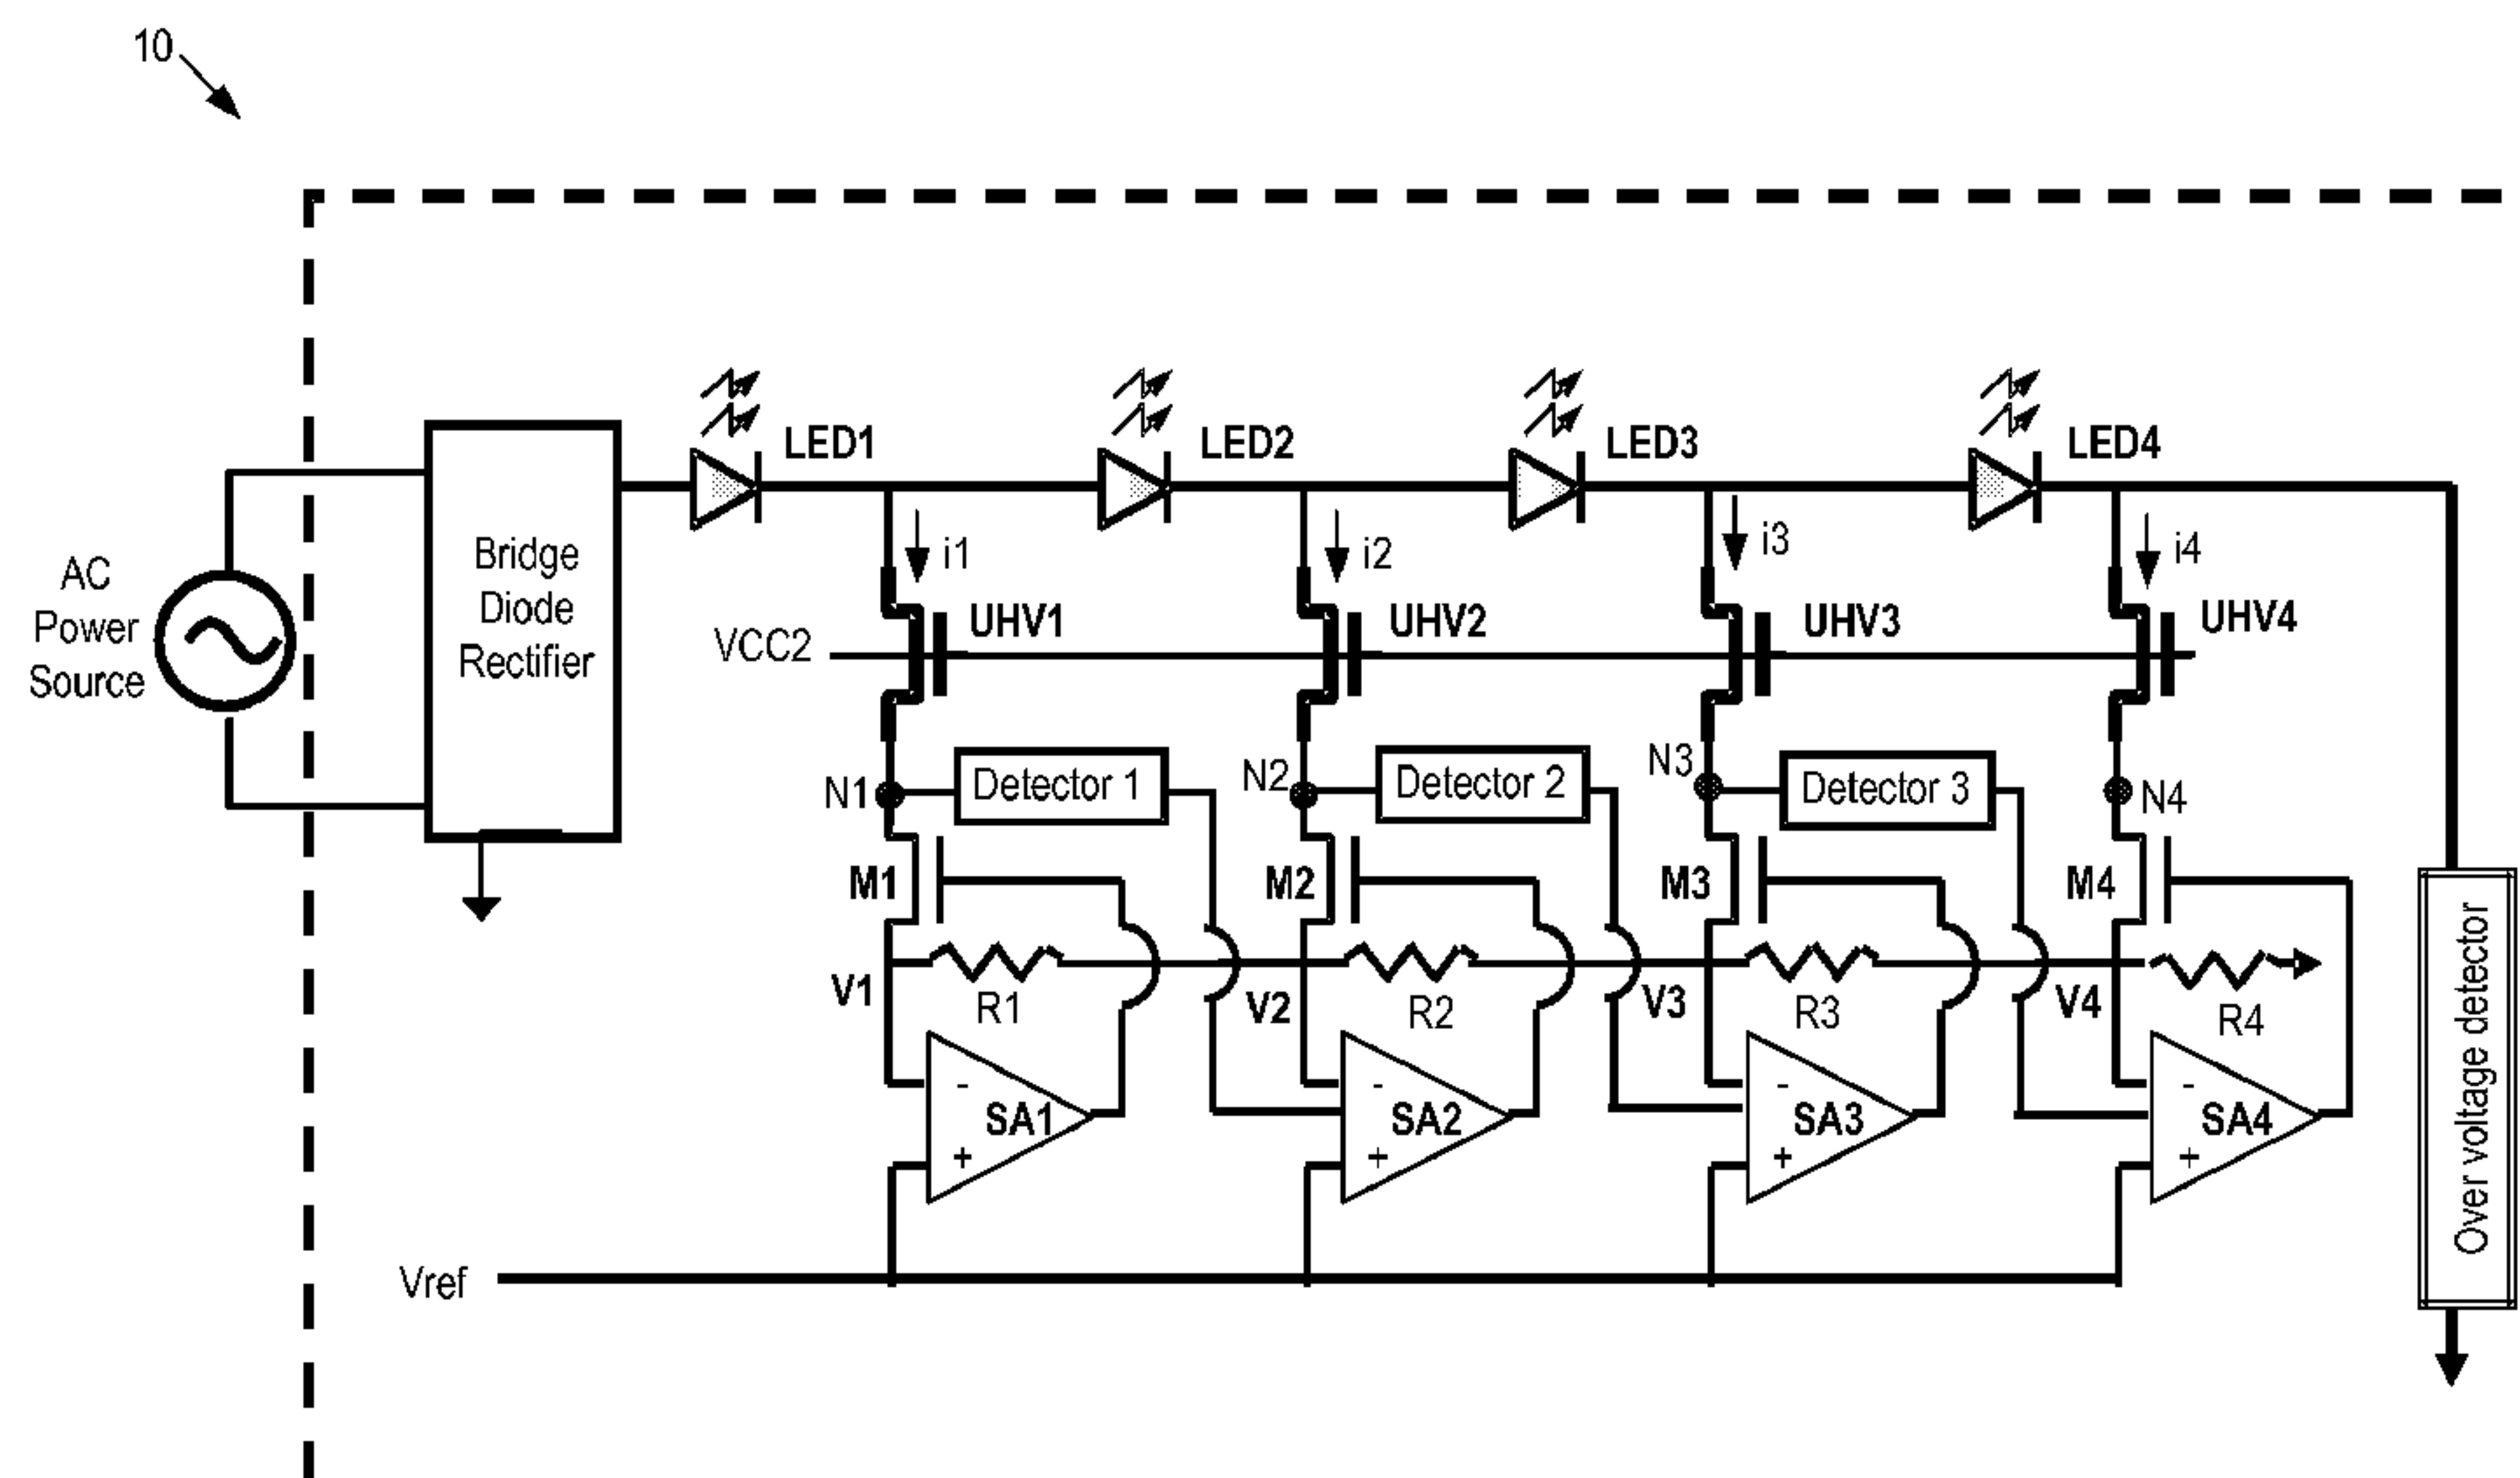 10
LED1
LED2
LED3
LED4
AC
Power
Source
Bridge
Diode
Rectifier
i1
i2
i3
i4
VCC2
UHV1
UHV2
UHV3
UHV4
N1
Detector 1
N2
Detector 2
N3
Detector 3
N4
M1
M2
M3
M4
V1
R1
V2
R2
V3
R3
V4
R4
-
SA1
+
-
SA2
+
-
SA3
+
-
SA4
+
Over voltage detector
Vref